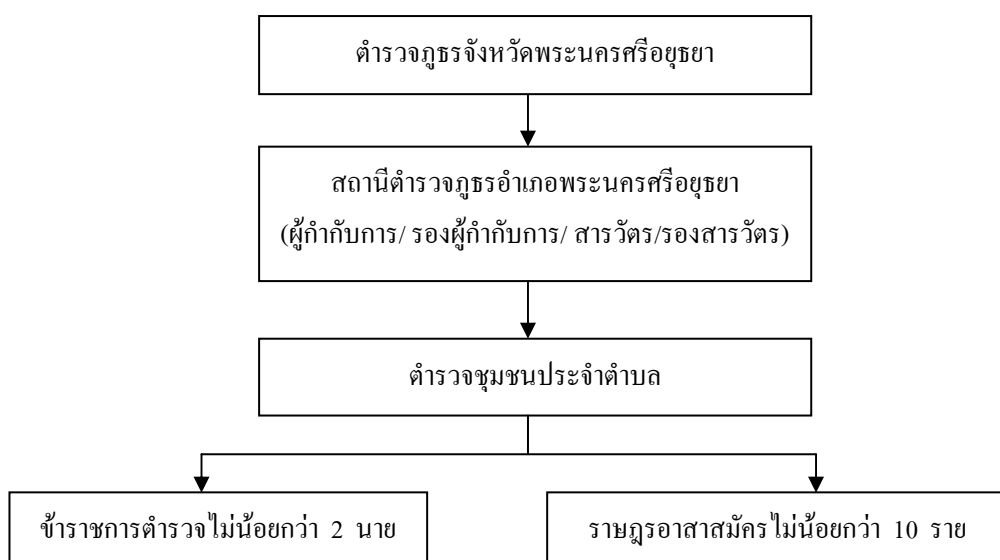 ตำรวจภูธรจังหวัดพระนครศรีอยุธยา
สถานีตำรวจภูธรอำเภอพระนครศรีอยุธยา
(ผู้กำกับการ/ รองผู้กำกับการ/ สารวัตร/รองสารวัตร)
ตำรวจชุมชนประจำตำบล
ข้าราชการตำรวจไม่น้อยกว่า 2 นาย
ราษฎรอาสาสมัครไม่น้อยกว่า 10 ราย